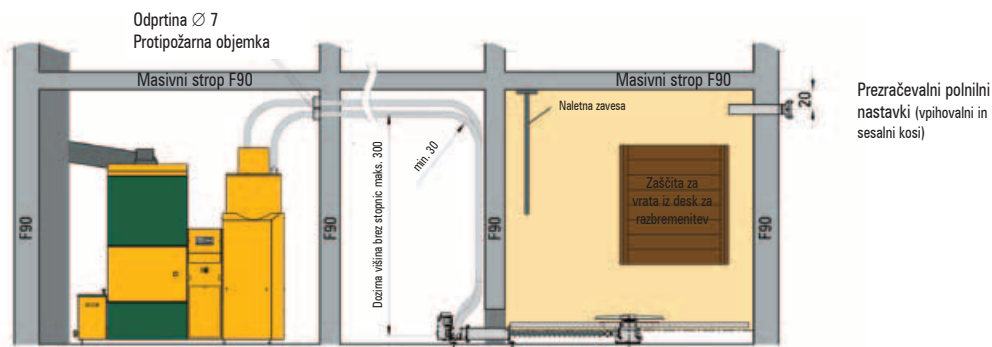 Odprtina ∅ 7
Protipožarna objemka
Masivni strop F90
Masivni strop F90
20
Prezračevalni polnilni
nastavki (vpihovalni in
sesalni kosi)
Naletna zavesa
min. 30
Dozirna višina brez stopnic maks. 300
Zaščita za
vrata iz desk za
razbremenitev
F90
F90
F90
F90